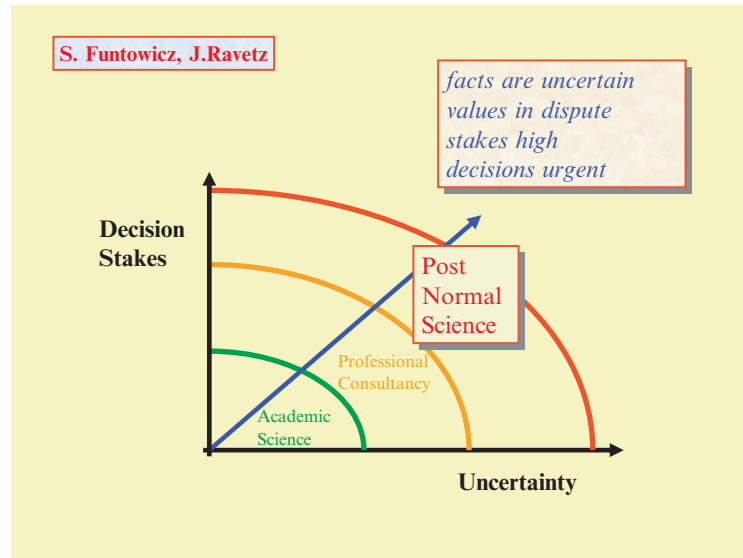 S. Funtowicz, J.Ravetz
facts are uncertain
values in dispute
stakes high
decisions urgent
Decision
Stakes
Post
Normal
Science
Professional
Consultancy
Academic
Science
Uncertainty